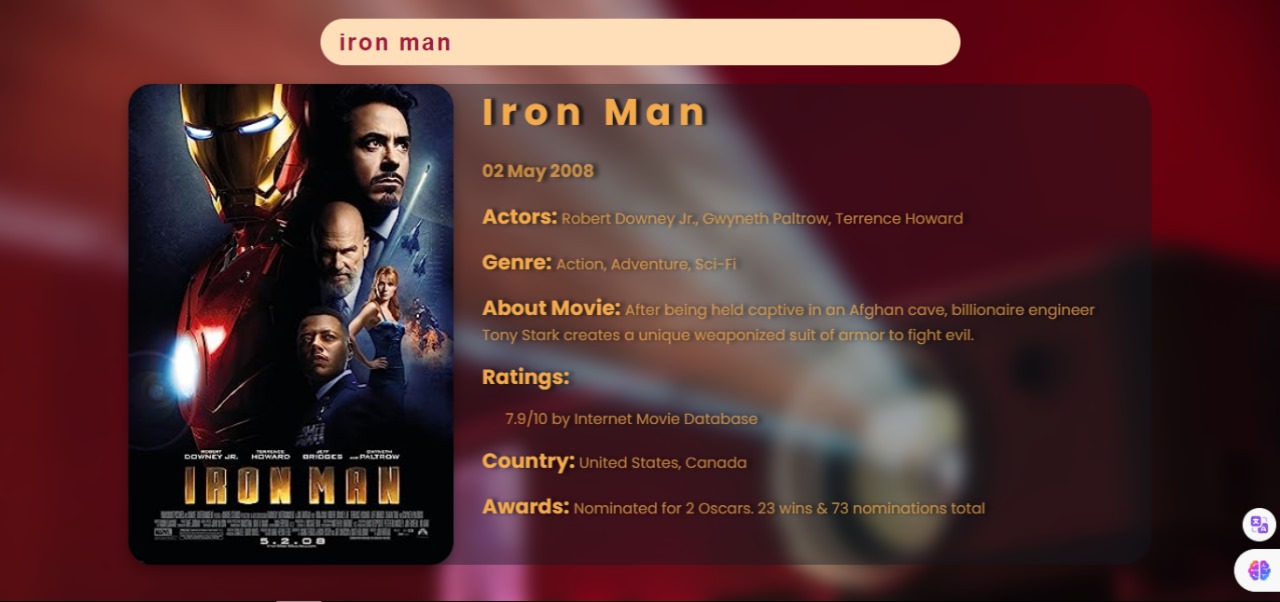 iron man
Iron Man
02 May 2008
Actors: Robert Downey Jr., Gwyneth Paltrow, Terrence Howard
Genre: Action, Adventure, Sci-Fi
About Movie: After being held captive in an Afghan cave, billionaire engineer
Tony Stark creates a unique weaponized suit of armor to fight evil.
Ratings:
7.9/10 by Internet Movie Database
Country: United States, Canada
Awards: Nominated for 2 Oscars. 23 wins & 73 nominations total
ROBERT DOWNEY JR. TERRENCE HOWARD JEFF BRIDGES AND GWYNETH PALTROW
IRON MAN
5.2.08